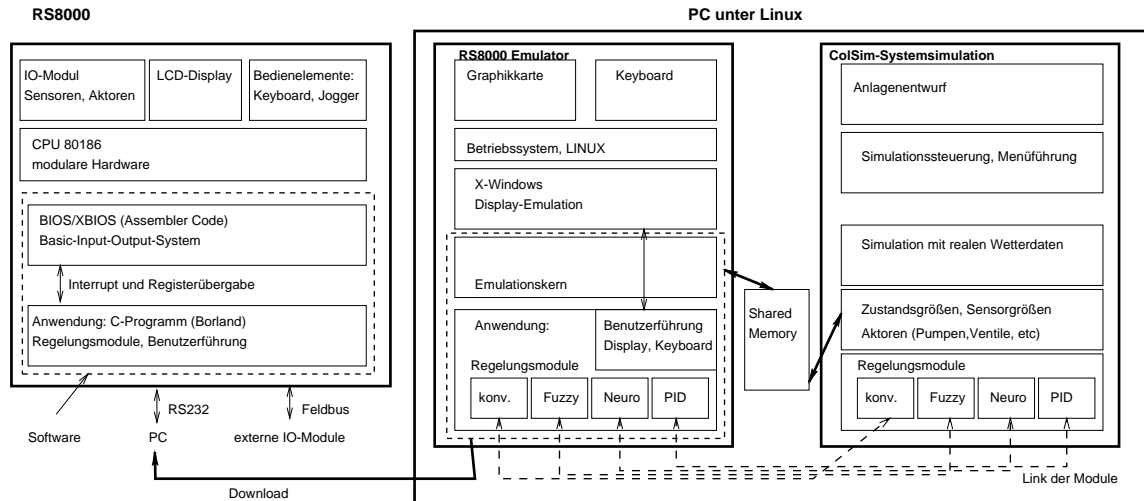 RS8000
PC unter Linux
IO-Modul
Sensoren, Aktoren
LCD-Display
Bedienelemente:
Keyboard, Jogger
CPU 80186
modulare Hardware
BIOS/XBIOS (Assembler Code)
Basic-Input-Output-System
Interrupt und Registerübergabe
Anwendung: C-Programm (Borland)
Regelungsmodule, Benutzerführung
Software
RS232
PC
Feldbus
externe IO-Module
Download
RS8000 Emulator
Graphikkarte
Keyboard
Betriebssystem, LINUX
X-Windows
Display-Emulation
Emulationskern
Anwendung:
Benutzerführung
Display, Keyboard
Regelungsmodule
konv.
Fuzzy
Neuro
PID
Shared
Memory
ColSim-Systemsimulation
Anlagenentwurf
Simulationssteuerung, Menüführung
Simulation mit realen Wetterdaten
Zustandsgrößen, Sensorgrößen
Aktoren (Pumpen,Ventile, etc)
Regelungsmodule
konv.
Fuzzy
Neuro
PID
Link der Module